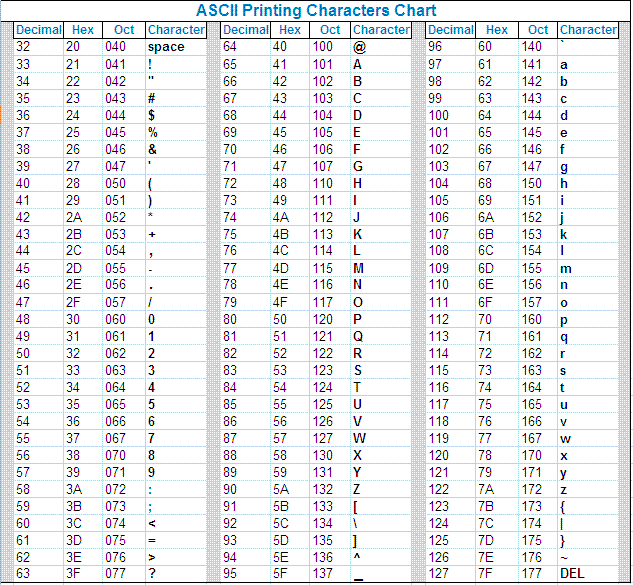 ASCII Printing Characters Chart
Decimal Hex Oct Character Decimal Hex Oct Character Decimal Hex Oct Character
32 20 040 space 64 40 100 @ 96 60 140 `
33 21 041 ! 65 41 101 A 97 61 141 a
34 22 042 " 66 42 102 B 98 62 142 b
35 23 043 # 67 43 103 C 99 63 143 c
36 24 044 $ 68 44 104 D 100 64 144 d
37 25 045 % 69 45 105 E 101 65 145 e
38 26 046 & 70 46 106 F 102 66 146 f
39 27 047 ' 71 47 107 G 103 67 147 g
40 28 050 ( 72 48 110 H 104 68 150 h
41 29 051 ) 73 49 111 I 105 69 151 i
42 2A 052 * 74 4A 112 J 106 6A 152 j
43 2B 053 + 75 4B 113 K 107 6B 153 k
44 2C 054 , 76 4C 114 L 108 6C 154 l
45 2D 055 - 77 4D 115 M 109 6D 155 m
46 2E 056 . 78 4E 116 N 110 6E 156 n
47 2F 057 / 79 4F 117 O 111 6F 157 o
48 30 060 0 80 50 120 P 112 70 160 p
49 31 061 1 81 51 121 Q 113 71 161 q
50 32 062 2 82 52 122 R 114 72 162 r
51 33 063 3 83 53 123 S 115 73 163 s
52 34 064 4 84 54 124 T 116 74 164 t
53 35 065 5 85 55 125 U 117 75 165 u
54 36 066 6 86 56 126 V 118 76 166 v
55 37 067 7 87 57 127 W 119 77 167 w
56 38 070 8 88 58 130 X 120 78 170 x
57 39 071 9 89 59 131 Y 121 79 171 y
58 3A 072 : 90 5A 132 Z 122 7A 172 z
59 3B 073 ; 91 5B 133 [ 123 7B 173 {
60 3C 074 < 92 5C 134 \ 124 7C 174 |
61 3D 075 = 93 5D 135 ] 125 7D 175 }
62 3E 076 > 94 5E 136 ^ 126 7E 176 ~
63 3F 077 ? 95 5F 137 _ 127 7F 177 DEL